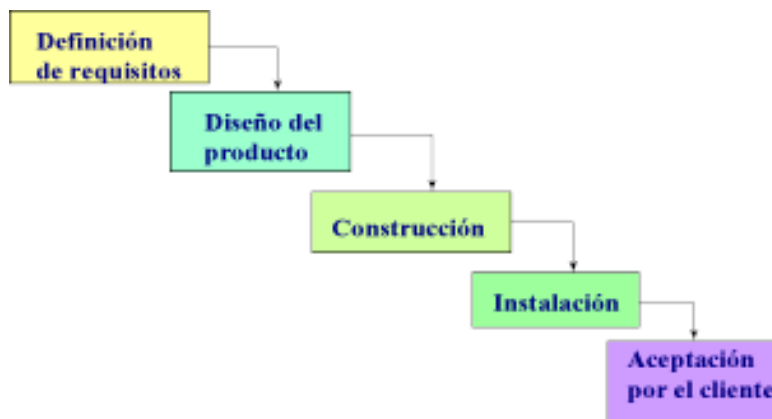 Definición
de requisitos
Diseño del
producto
Construcción
Instalación
Aceptación
por el cliente